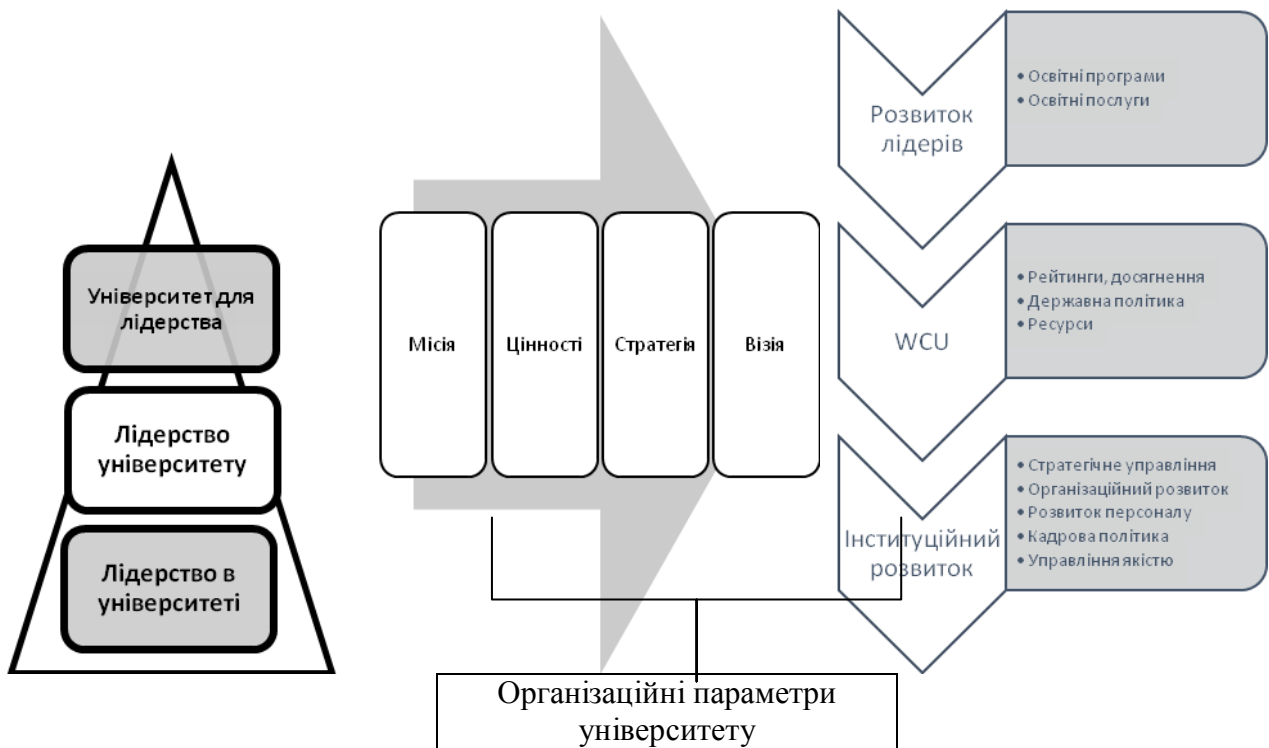 Університет для
лідерства
Лідерство
університету
Лідерство в
університеті
Місія
Цінності
Стратегія
Візія
Розвиток
лідерів
• Освітні програми
• Освітні послуги
WCU
• Рейтинги, досягнення
• Державна політика
• Ресурси
Інституційний
розвиток
• Стратегічне управління
• Організаційний розвиток
• Розвиток персоналу
• Кадрова політика
• Управління якістю
Організаційні параметри
університету